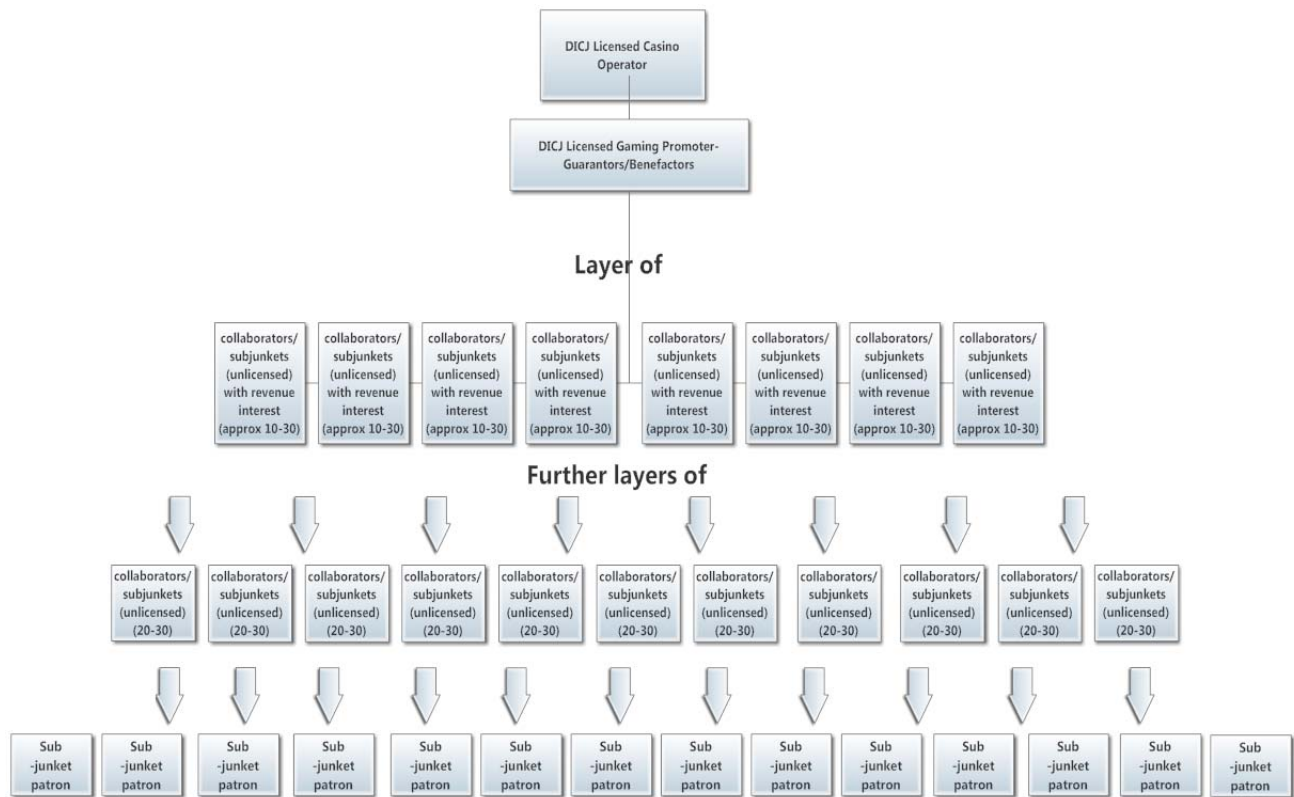 DICJ Licensed Casino
Operator
DICJ Licensed Gaming Promoter-
Guarantors/Benefactors
Layer of
collaborators/
subjunkets
(unlicensed)
with revenue
interest
(approx 10-30)
collaborators/
subjunkets
(unlicensed)
with revenue
interest
(approx 10-30)
collaborators/
subjunkets
(unlicensed)
with revenue
interest
(approx 10-30)
collaborators/
subjunkets
(unlicensed)
with revenue
interest
(approx 10-30)
collaborators/
subjunkets
(unlicensed)
with revenue
interest
(approx 10-30)
collaborators/
subjunkets
(unlicensed)
with revenue
interest
(approx 10-30)
collaborators/
subjunkets
(unlicensed)
with revenue
interest
(approx 10-30)
collaborators/
subjunkets
(unlicensed)
with revenue
interest
(approx 10-30)
Further layers of
collaborators/
subjunkets
(unlicensed)
(20-30)
collaborators/
subjunkets
(unlicensed)
(20-30)
collaborators/
subjunkets
(unlicensed)
(20-30)
collaborators/
subjunkets
(unlicensed)
(20-30)
collaborators/
subjunkets
(unlicensed)
(20-30)
collaborators/
subjunkets
(unlicensed)
(20-30)
collaborators/
subjunkets
(unlicensed)
(20-30)
collaborators/
subjunkets
(unlicensed)
(20-30)
collaborators/
subjunkets
(unlicensed)
(20-30)
collaborators/
subjunkets
(unlicensed)
(20-30)
collaborators/
subjunkets
(unlicensed)
(20-30)
Sub
-junket
patron
Sub
-junket
patron
Sub
-junket
patron
Sub
-junket
patron
Sub
-junket
patron
Sub
-junket
patron
Sub
-junket
patron
Sub
-junket
patron
Sub
-junket
patron
Sub
-junket
patron
Sub
-junket
patron
Sub
-junket
patron
Sub
-junket
patron
Sub
-junket
patron